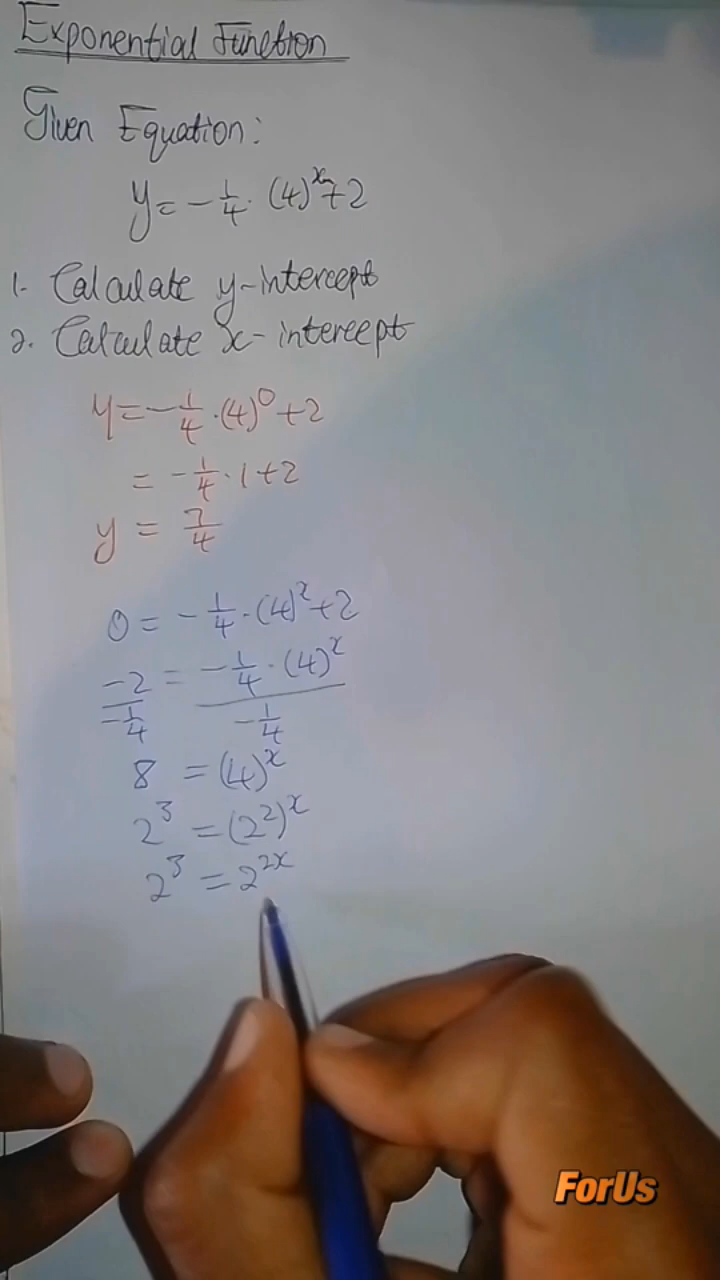 Exponential Function
Given Equation:
y = -1/4 · (4)^x + 2
1. Calculate y-intercept
2. Calculate x-intercept
y = -1/4 · (4)^0 + 2
= -1/4 · 1 + 2
y = 7/4
0 = -1/4 · (4)^x + 2
-2/(-1/4) = (-1/4 · (4)^x)/(-1/4)
8 = (4)^x
2^3 = (2^2)^x
2^3 = 2^2x
ForUs